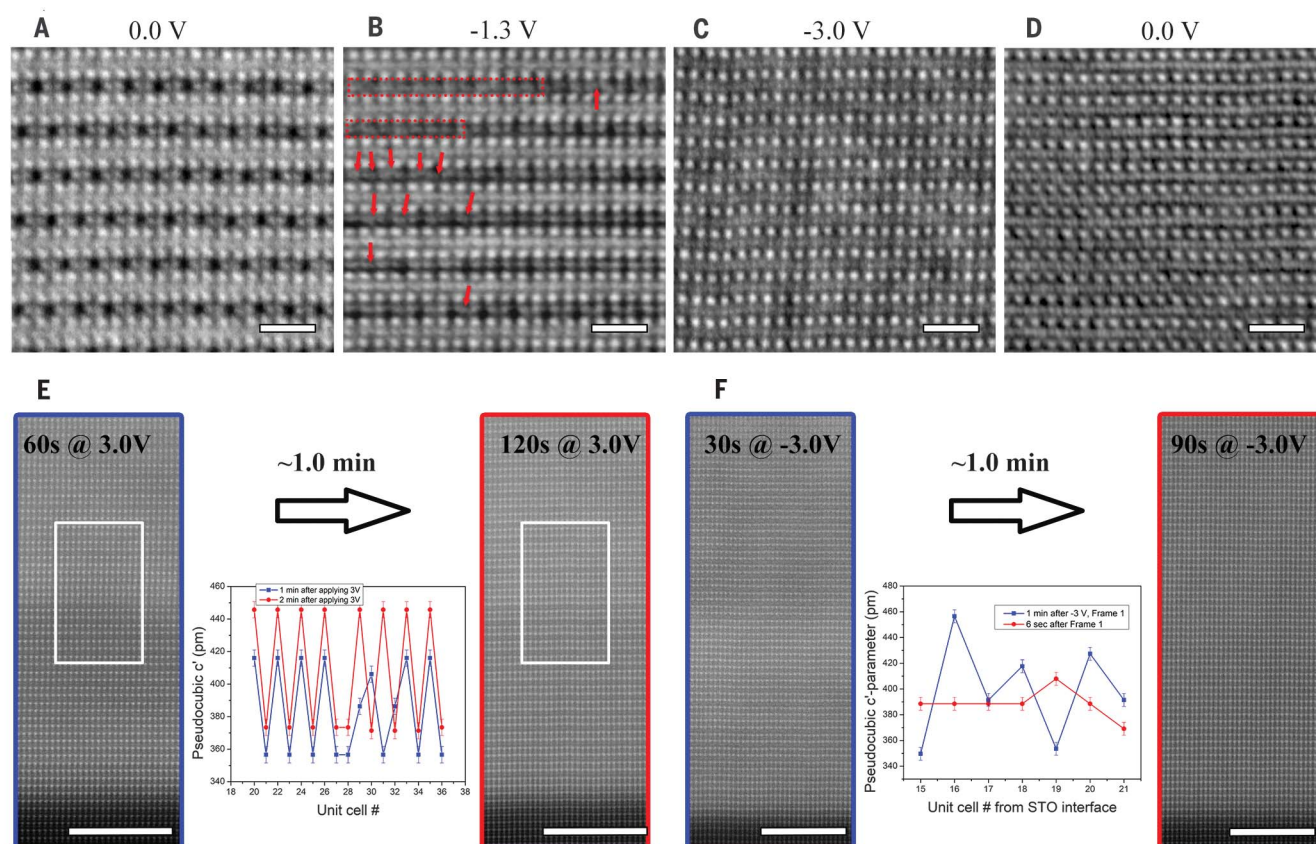 A
0.0 V
B
-1.3 V
C
-3.0 V
D
0.0 V
E
60s @ 3.0V
~1.0 min
120s @ 3.0V
460
440
420
400
380
360
340
Pseudocubic c' (pm)
1 min after applying 3V
2 min after applying 3V
18 20 22 24 26 28 30 32 34 36 38
Unit cell #
F
30s @ -3.0V
~1.0 min
90s @ -3.0V
480
460
440
420
400
380
360
340
Pseudocubic c'-parameter (pm)
1 min after -3 V, Frame 1
6 sec after Frame 1
15 16 17 18 19 20 21
Unit cell # from STO interface